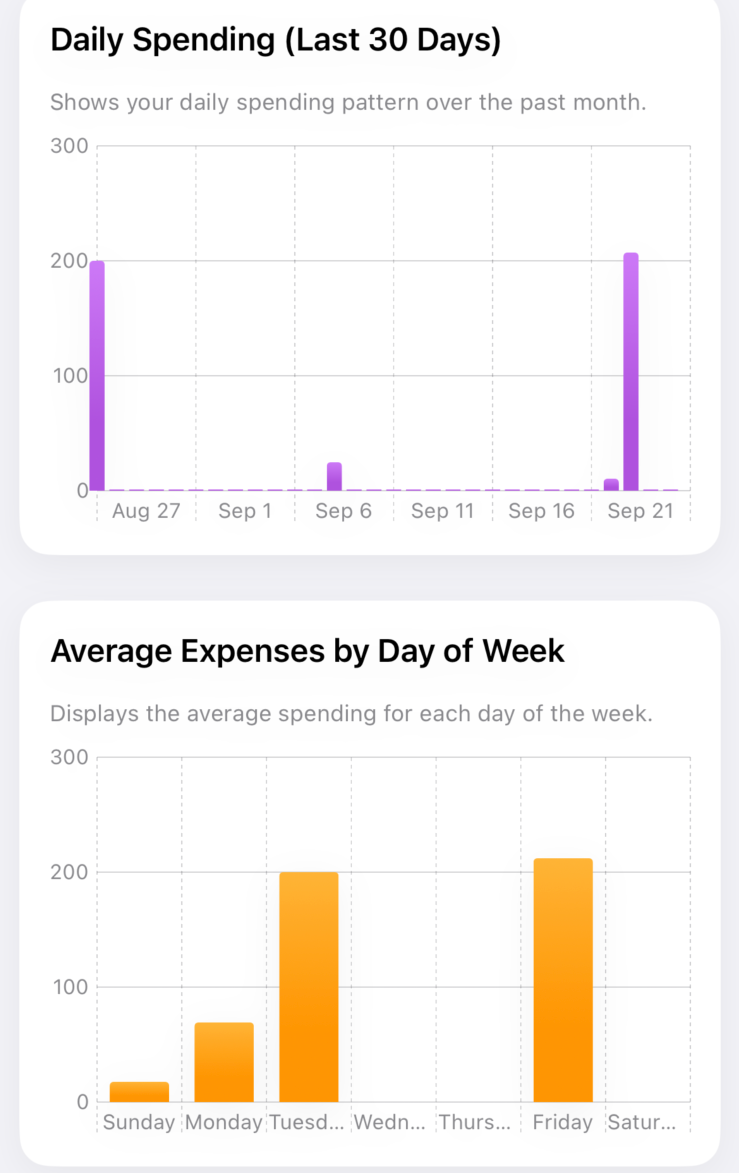 Daily Spending (Last 30 Days)
Shows your daily spending pattern over the past month.
300
200
100
0
Aug 27 Sep 1 Sep 6 Sep 11 Sep 16 Sep 21
Average Expenses by Day of Week
Displays the average spending for each day of the week.
300
200
100
0
Sunday Monday Tuesd... Wedn... Thurs... Friday Satur...